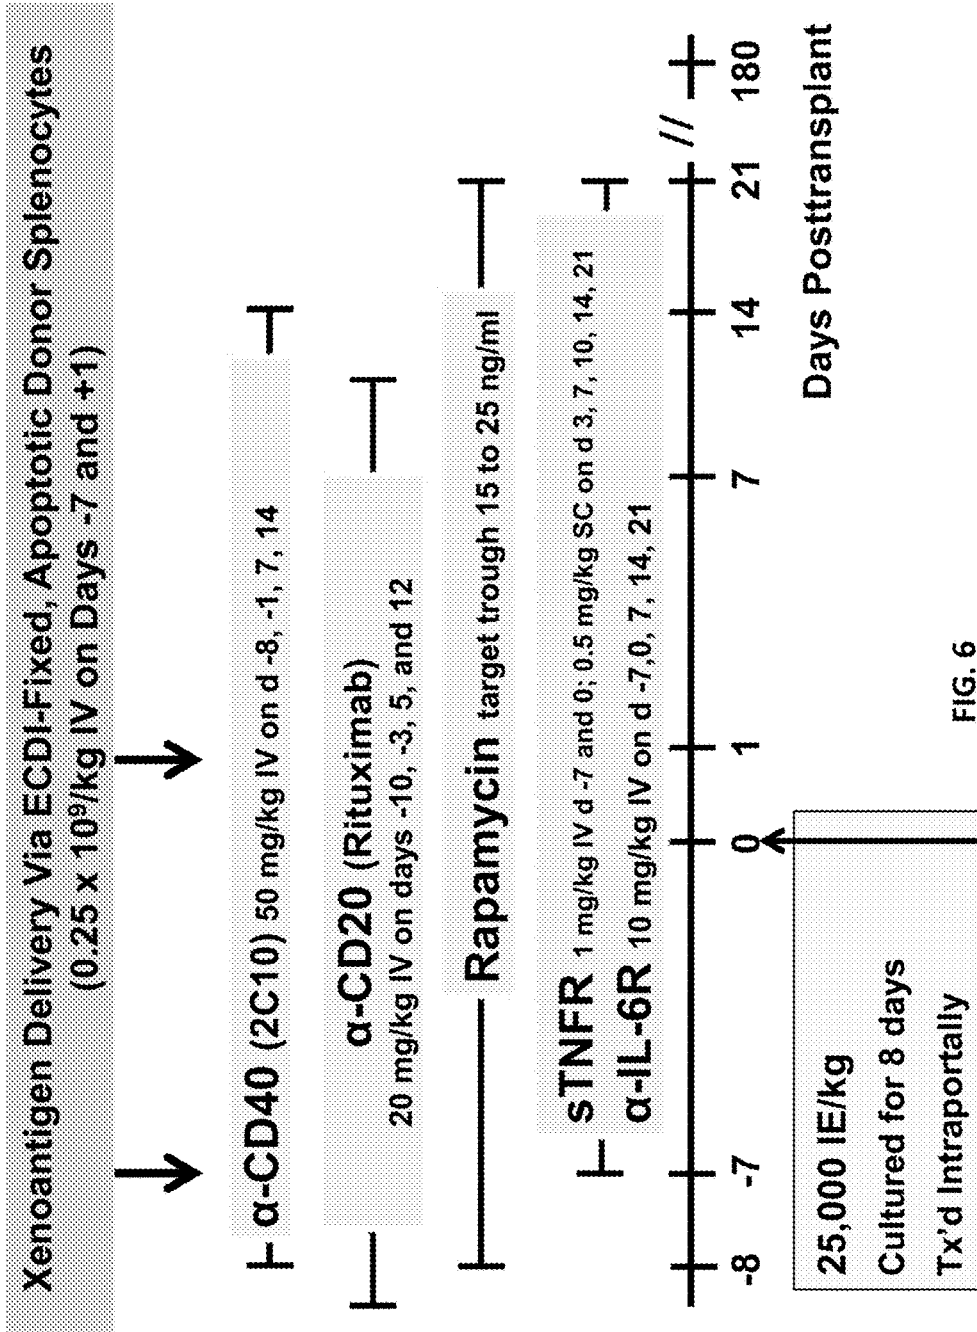 Xenoantigen Delivery Via ECDI-Fixed, Apoptotic Donor Splenocytes
(0.25 x 10⁹/kg IV on Days -7 and +1)
α-CD40 (2C10) 50 mg/kg IV on d -8, -1, 7, 14
α-CD20 (Rituximab)
20 mg/kg IV on days -10, -3, 5, and 12
Rapamycin target trough 15 to 25 ng/ml
sTNFR 1 mg/kg IV d -7 and 0; 0.5 mg/kg SC on d 3, 7, 10, 14, 21
α-IL-6R 10 mg/kg IV on d -7,0, 7, 14, 21
-8 -7 0 1 7 14 21 // 180
Days Posttransplant
25,000 IE/kg
Cultured for 8 days
Tx'd Intraportally
FIG. 6